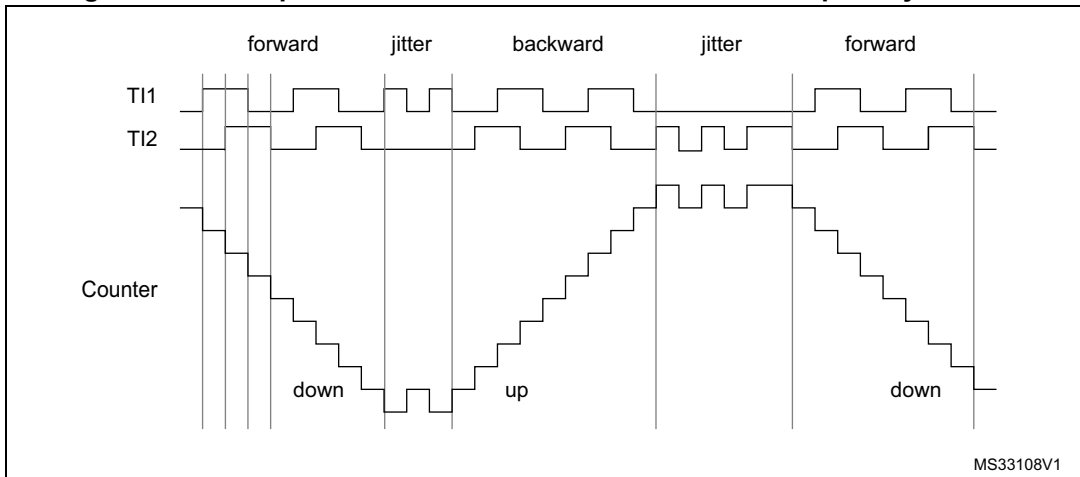 forward jitter backward jitter forward
TI1
TI2
Counter
down up down
MS33108V1